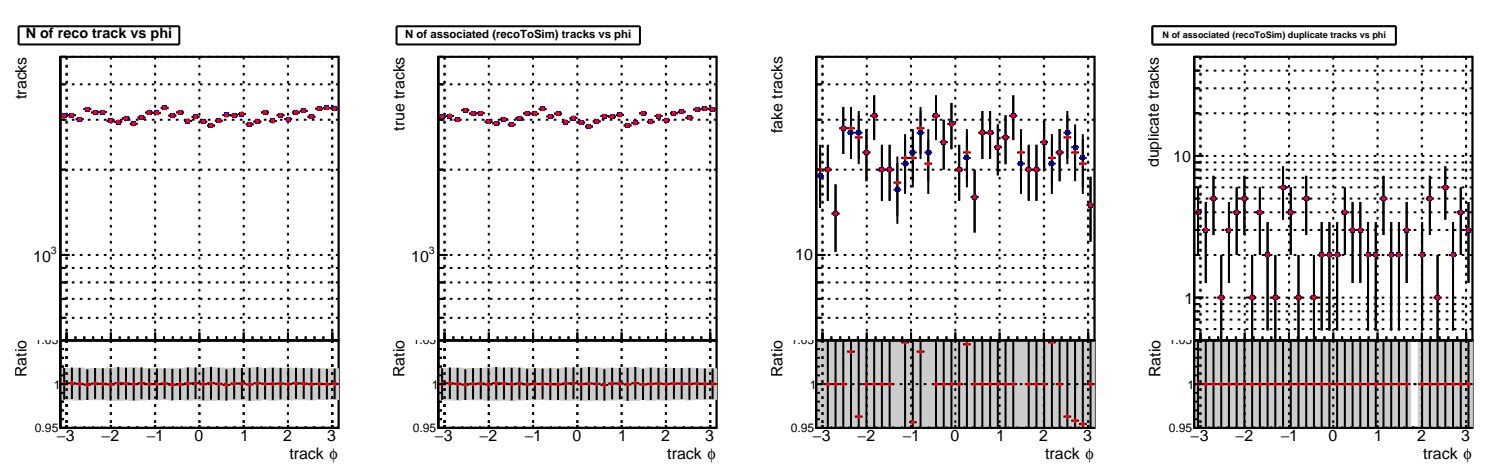 N of reco track vs phi
tracks
10³
Ratio
1.05
1
0.95
−3 −2 −1 0 1 2 3
track ϕ
N of associated (recoToSim) tracks vs phi
true tracks
10³
Ratio
1.05
1
0.95
−3 −2 −1 0 1 2 3
track ϕ
fake tracks
10
Ratio
1.05
1
0.95
−3 −2 −1 0 1 2 3
track ϕ
N of associated (recoToSim) duplicate tracks vs phi
duplicate tracks
10
1
Ratio
1.05
1
0.95
−3 −2 −1 0 1 2 3
track ϕ